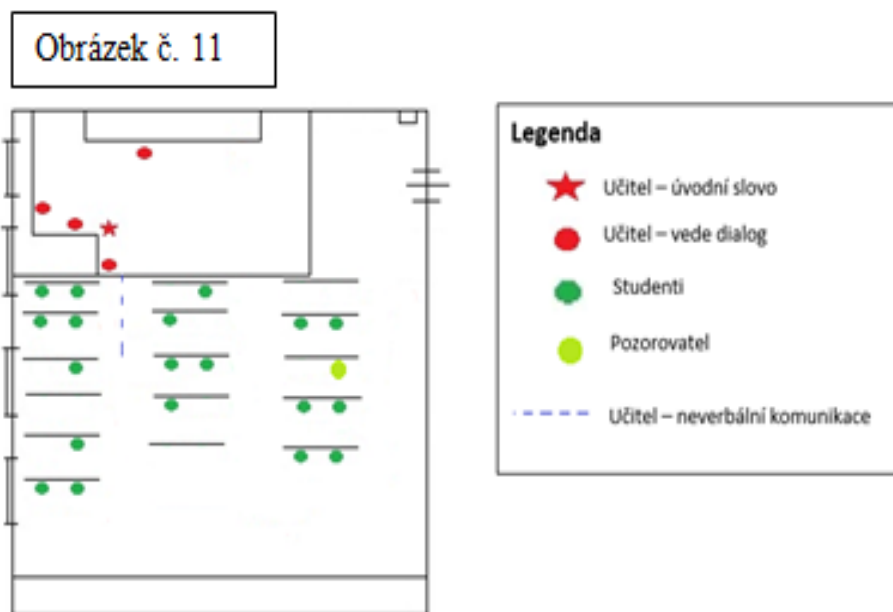 Obrázek č. 11
Legenda
Učitel – úvodní slovo
Učitel – vede dialog
Studenti
Pozorovatel
Učitel – neverbální komunikace